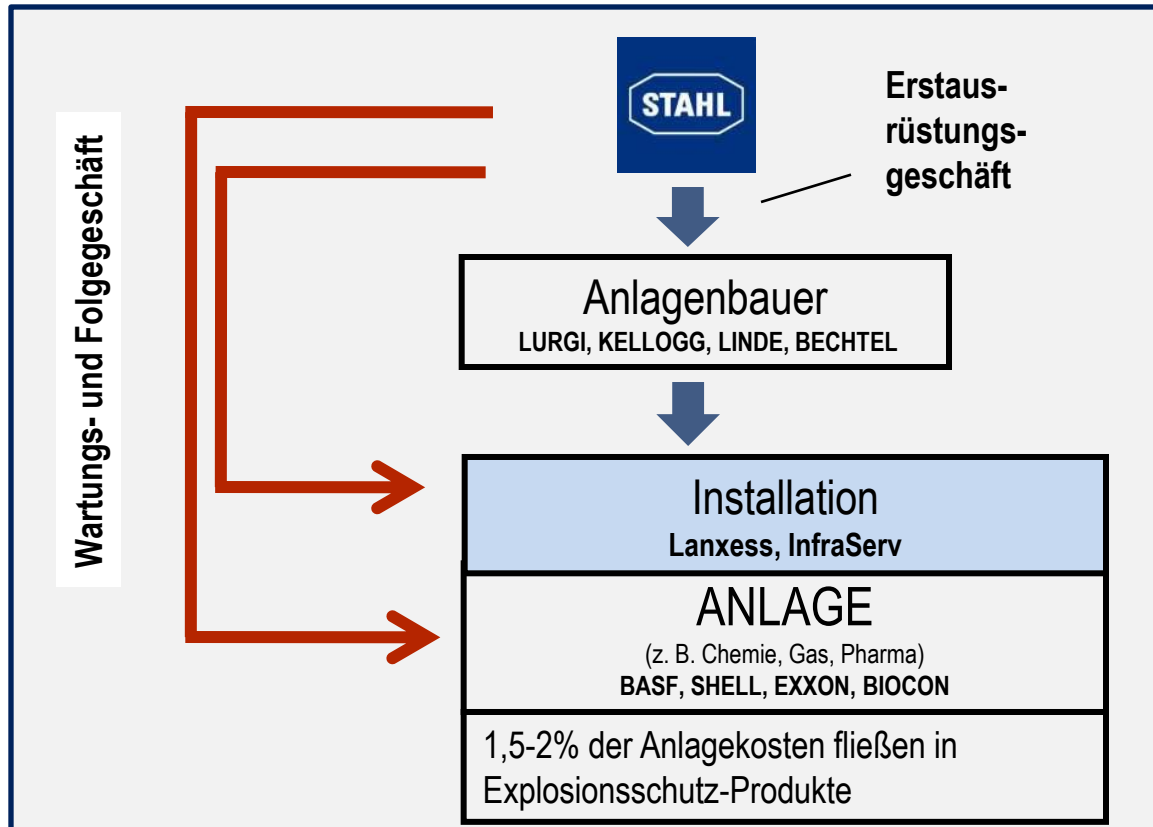 STAHL
Erstaus-
rüstungs-
geschäft
Wartungs- und Folgegeschäft
Anlagenbauer
LURGI, KELLOGG, LINDE, BECHTEL
Installation
Lanxess, InfraServ
ANLAGE
(z. B. Chemie, Gas, Pharma)
BASF, SHELL, EXXON, BIOCON
1,5-2% der Anlagekosten fließen in
Explosionsschutz-Produkte